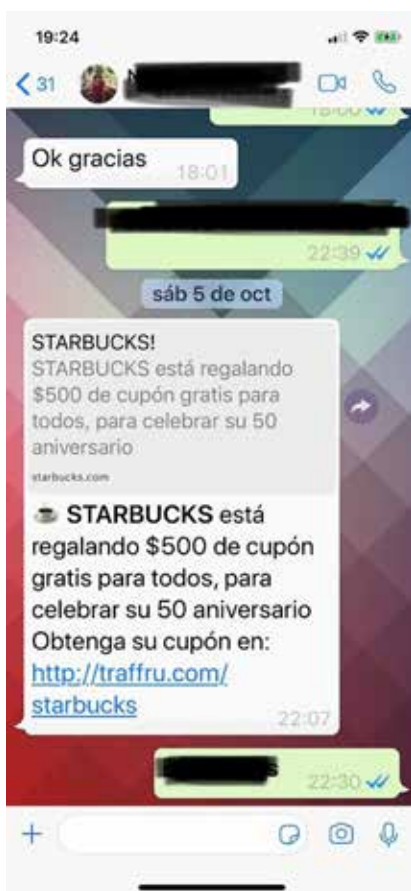 19:24
31
18:00
Ok gracias
18:01
22:39
sáb 5 de oct
STARBUCKS!
STARBUCKS está regalando
$500 de cupón gratis para
todos, para celebrar su 50
aniversario
starbucks.com
STARBUCKS está
regalando $500 de cupón
gratis para todos, para
celebrar su 50 aniversario
Obtenga su cupón en:
http://traffru.com/
starbucks
22:07
22:30